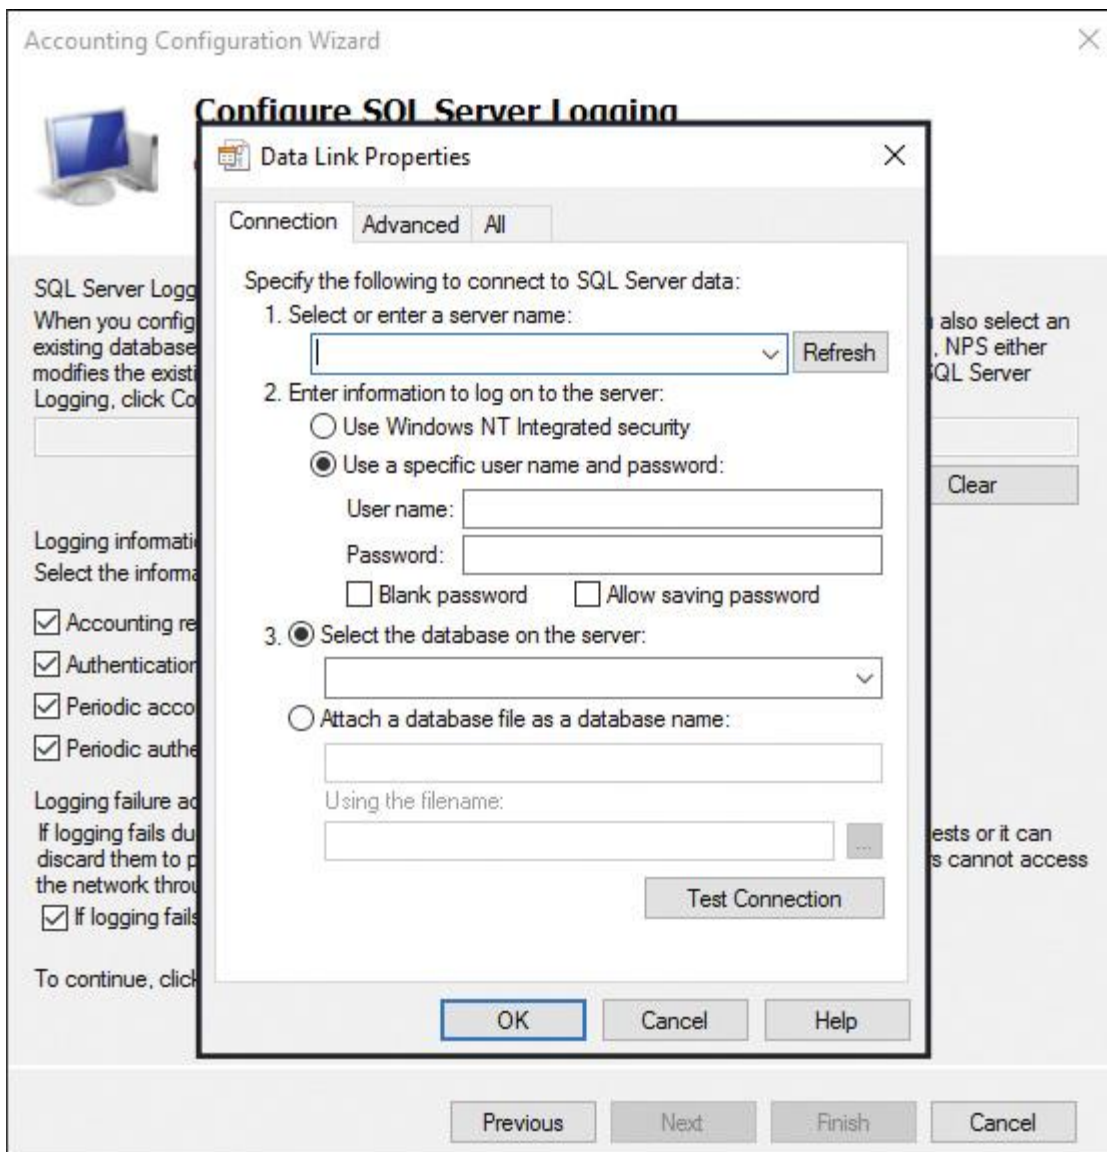 Accounting Configuration Wizard
Configure SQL Server Logging
Data Link Properties
Connection Advanced All
Specify the following to connect to SQL Server data:
1. Select or enter a server name:
Refresh
2. Enter information to log on to the server:
Use Windows NT Integrated security
Use a specific user name and password:
User name:
Password:
Blank password Allow saving password
3. Select the database on the server:
Attach a database file as a database name:
Using the filename:
...
Test Connection
OK Cancel Help
SQL Server Logg
When you config also select an
existing database , NPS either
modifies the existi SQL Server
Logging, click Co
Clear
Logging informati
Select the informa
Accounting re
Authentication
Periodic acco
Periodic authe
Logging failure ac
If logging fails du ests or it can
discard them to p s cannot access
the network throu
If logging fails
To continue, click
Previous Next Finish Cancel